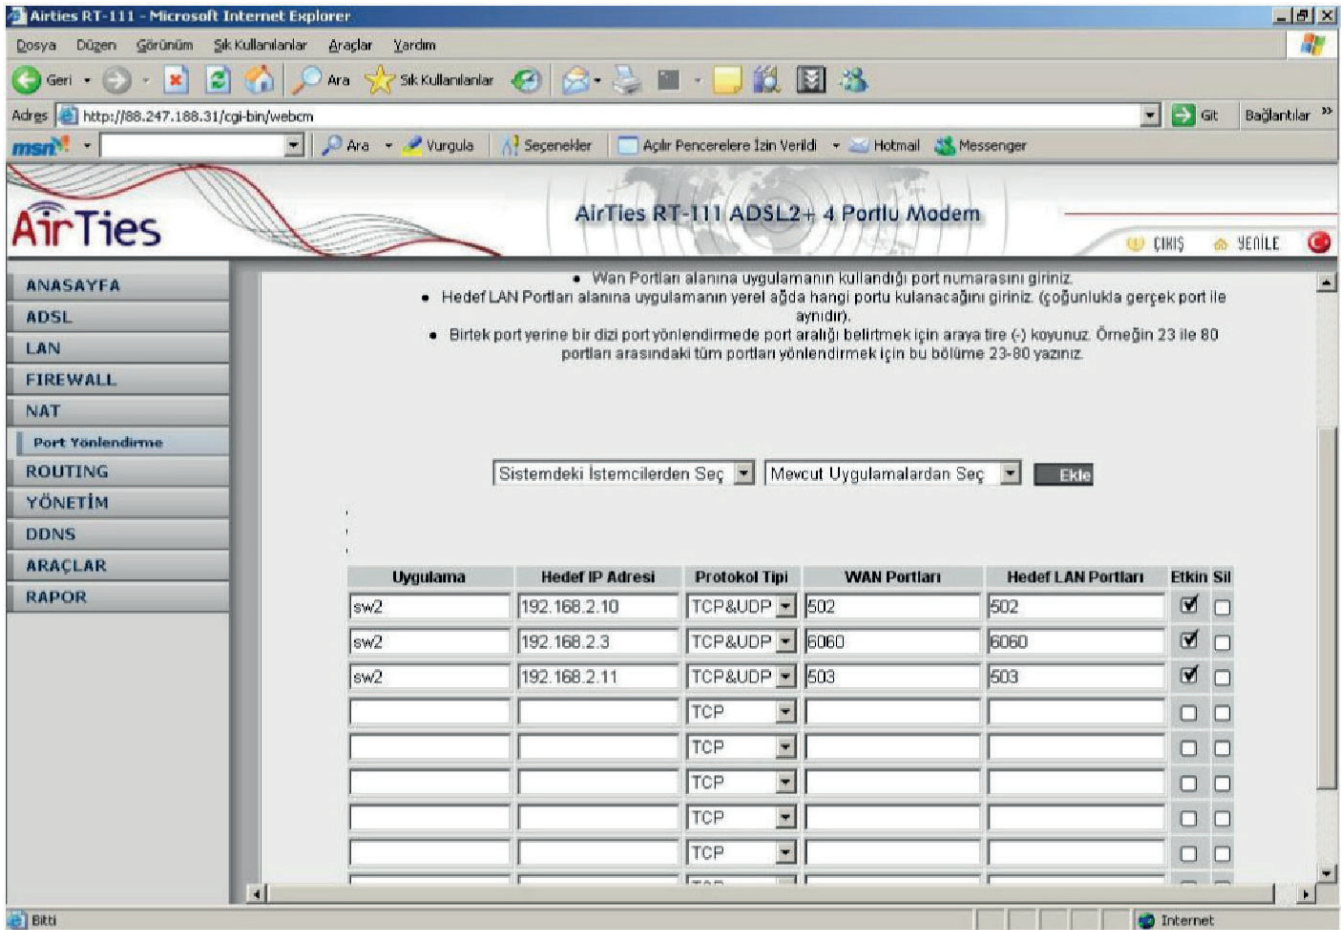 Airties RT-111 - Microsoft Internet Explorer
Dosya Düzen Görünüm Sık Kullanılanlar Araçlar Yardım
Geri Ara Sık Kullanılanlar
Adres http://88.247.188.31/cgi-bin/webcm Git Bağlantılar »
msn Ara Vurgula Seçenekler Açılır Pencerelere İzin Verildi Hotmail Messenger
AirTies
AirTies RT-111 ADSL2+ 4 Portlu Modem
ÇIKIŞ YENİLE
ANASAYFA
ADSL
LAN
FIREWALL
NAT
Port Yönlendirme
ROUTING
YÖNETİM
DDNS
ARAÇLAR
RAPOR
• Wan Portları alanına uygulamanın kullandığı port numarasını giriniz.
• Hedef LAN Portları alanına uygulamanın yerel ağda hangi portu kulanacağını giriniz. (çoğunlukla gerçek port ile
aynıdır).
• Birtek port yerine bir dizi port yönlendirmede port aralığı belirtmek için araya tire (-) koyunuz. Örneğin 23 ile 80
portları arasındaki tüm portları yönlendirmek için bu bölüme 23-80 yazınız.
Sistemdeki İstemcilerden Seç Mevcut Uygulamalardan Seç Ekle
Uygulama Hedef IP Adresi Protokol Tipi WAN Portları Hedef LAN Portları Etkin Sil
sw2 192.168.2.10 TCP&UDP 502 502
sw2 192.168.2.3 TCP&UDP 6060 6060
sw2 192.168.2.11 TCP&UDP 503 503
TCP
TCP
TCP
TCP
TCP
Bitti Internet